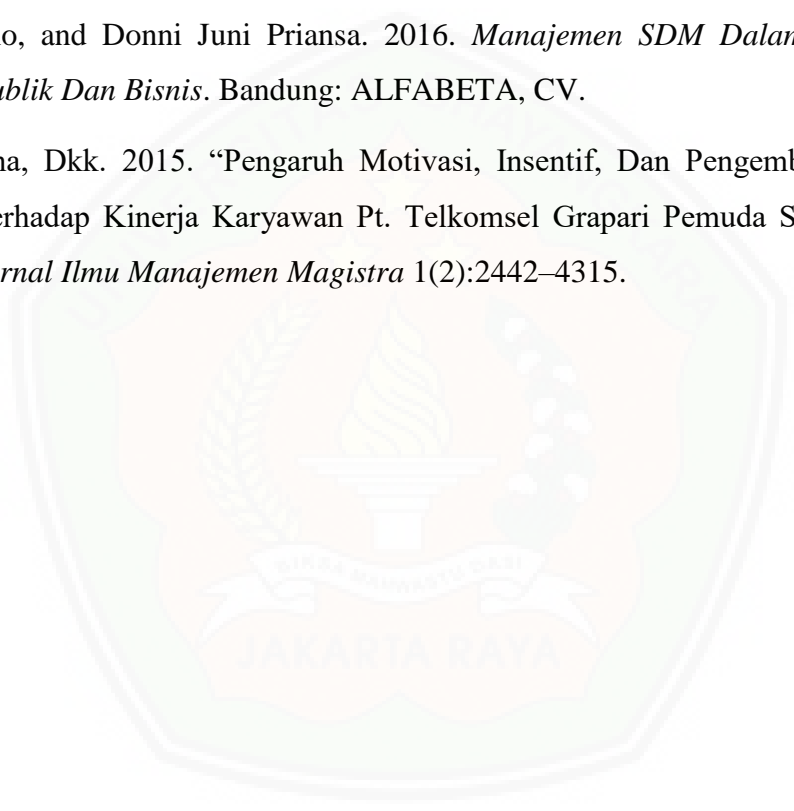 o, and Donni Juni Priansa. 2016. Manajemen SDM Dalam
ublik Dan Bisnis. Bandung: ALFABETA, CV.
na, Dkk. 2015. “Pengaruh Motivasi, Insentif, Dan Pengemb
erhadap Kinerja Karyawan Pt. Telkomsel Grapari Pemuda S
rnal Ilmu Manajemen Magistra 1(2):2442–4315.
JAKARTA RAYA